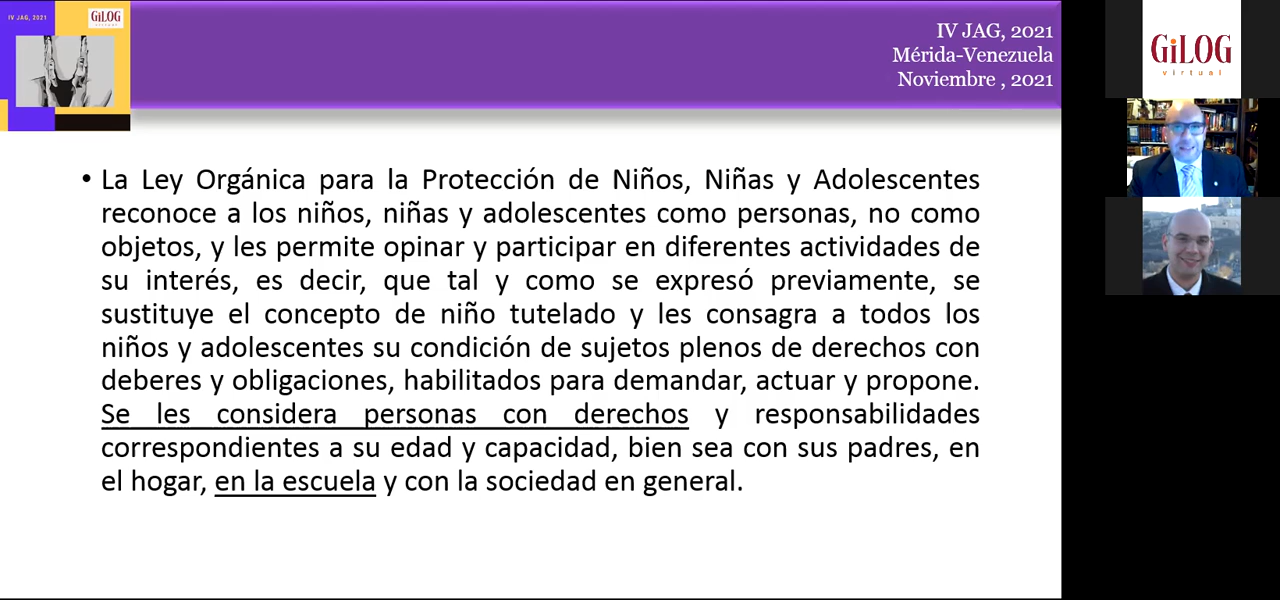 IV JAG, 2021
GiLOG
virtual
IV JAG, 2021
Mérida-Venezuela
Noviembre , 2021
• La Ley Orgánica para la Protección de Niños, Niñas y Adolescentes
reconoce a los niños, niñas y adolescentes como personas, no como
objetos, y les permite opinar y participar en diferentes actividades de
su interés, es decir, que tal y como se expresó previamente, se
sustituye el concepto de niño tutelado y les consagra a todos los
niños y adolescentes su condición de sujetos plenos de derechos con
deberes y obligaciones, habilitados para demandar, actuar y propone.
Se les considera personas con derechos y responsabilidades
correspondientes a su edad y capacidad, bien sea con sus padres, en
el hogar, en la escuela y con la sociedad en general.
GiLOG
virtual